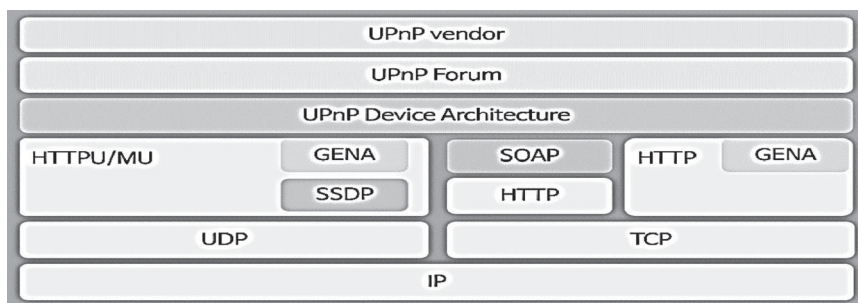 UPnP vendor
UPnP Forum
UPnP Device Architecture
HTTPU/MU GENA SOAP HTTP GENA
SSDP HTTP
UDP TCP
IP